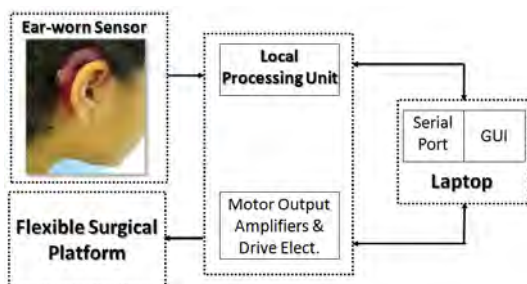 Ear-worn Sensor
Local
Processing Unit
Serial
Port
GUI
Laptop
Motor Output
Amplifiers &
Drive Elect.
Flexible Surgical
Platform